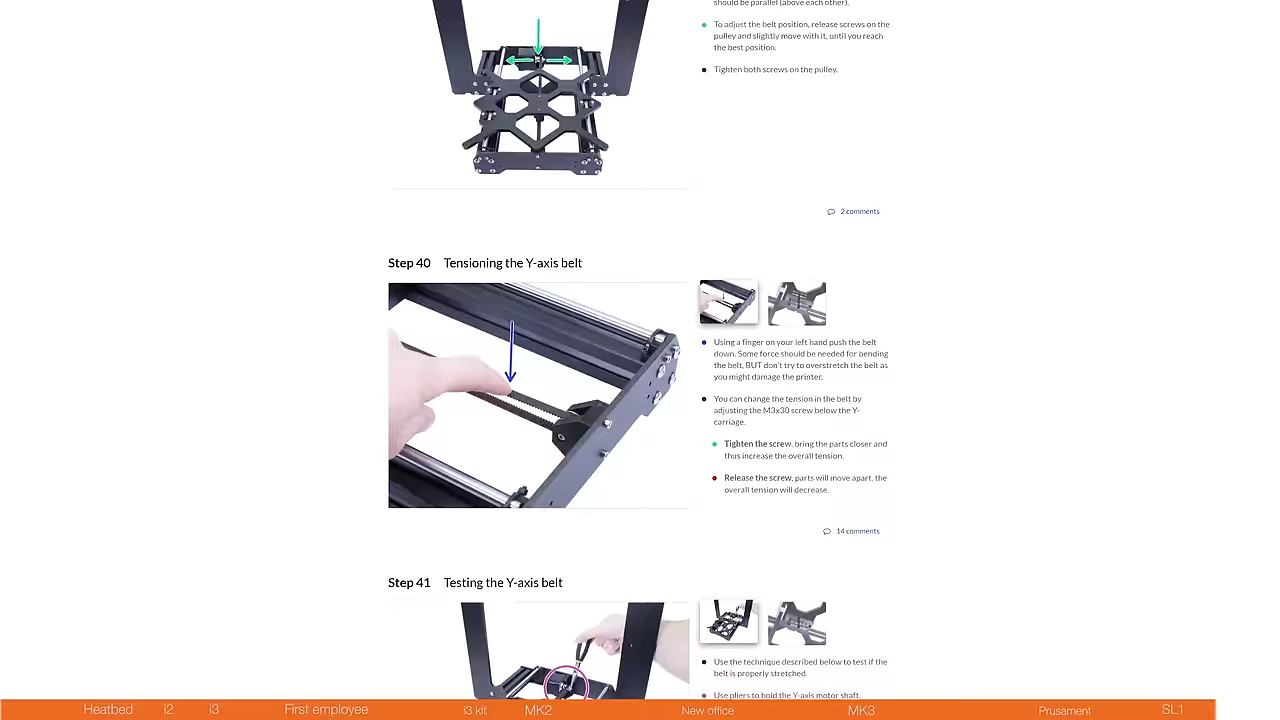 should be parallel (above each other).
To adjust the belt position, release screws on the
pulley and slightly move with it, until you reach
the best position.
Tighten both screws on the pulley.
2 comments
Step 40 Tensioning the Y-axis belt
Using a finger on your left hand push the belt
down. Some force should be needed for bending
the belt, BUT don't try to overstretch the belt as
you might damage the printer.
You can change the tension in the belt by
adjusting the M3x30 screw below the Y-
carriage.
Tighten the screw, bring the parts closer and
thus increase the overall tension.
Release the screw, parts will move apart, the
overall tension will decrease.
14 comments
Step 41 Testing the Y-axis belt
Use the technique described below to test if the
belt is properly stretched.
Use pliers to hold the Y-axis motor shaft.
Heatbed i2 i3 First employee i3 kit MK2 New office MK3 Prusament SL1